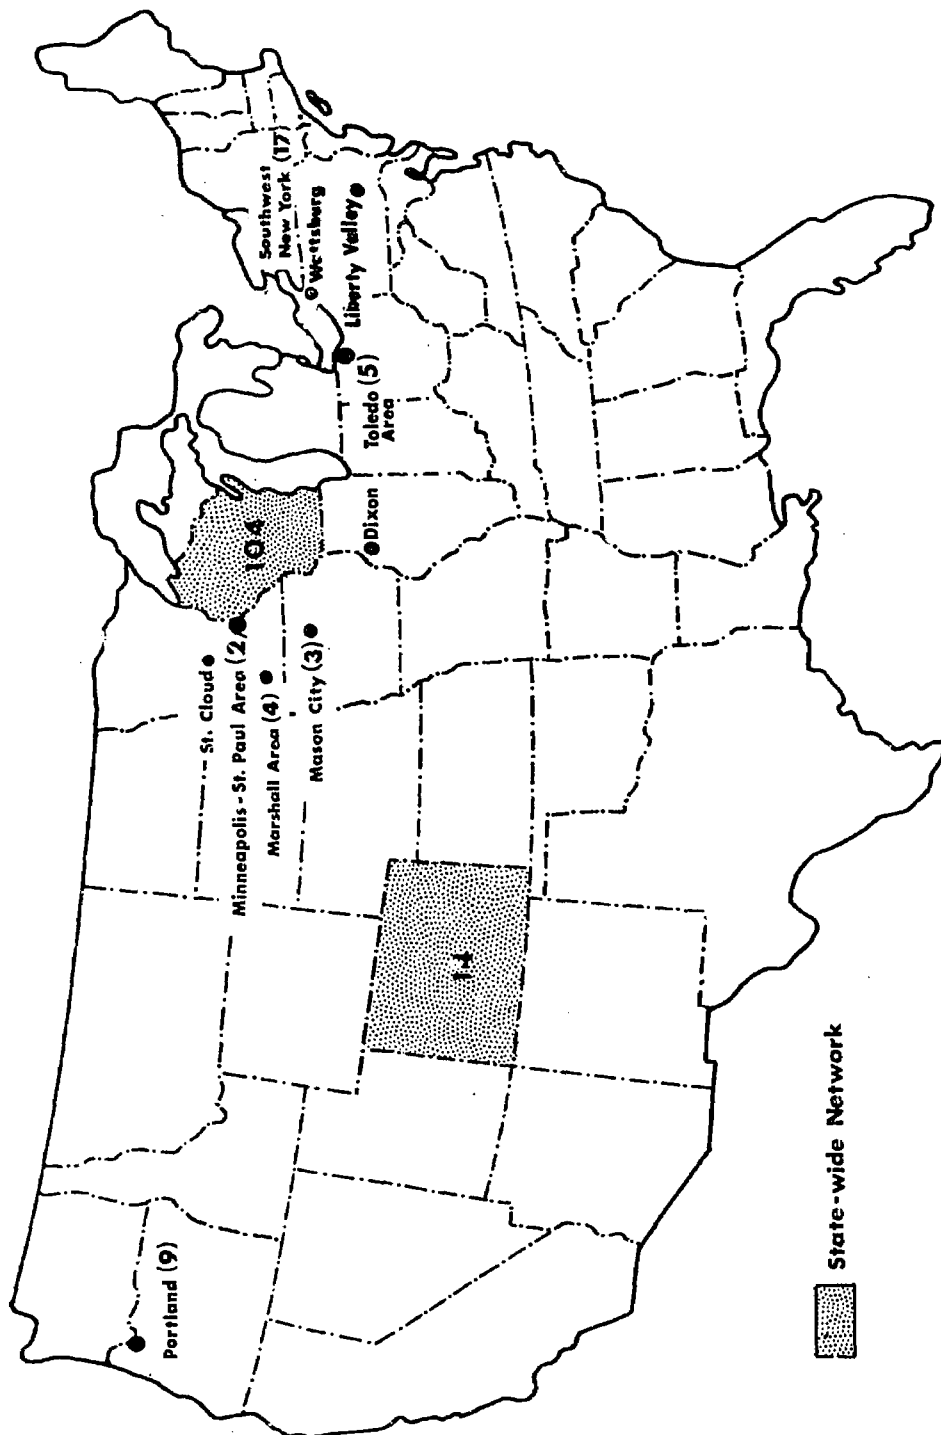 Portland (9)
St. Cloud
Minneapolis - St. Paul Area (2)
Marshall Area (4)
Mason City (3)
104
Dixon
14
Toledo (5)
Area
Southwest
New York (17)
Wattsburg
Liberty Valley
State-wide Network